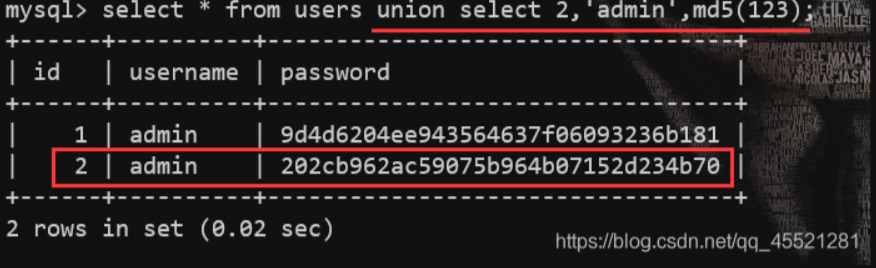 mysql> select * from users union select 2,'admin',md5(123);
+------+----------+----------------------------------+
| id | username | password |
+------+----------+----------------------------------+
| 1 | admin | 9d4d6204ee943564637f06093236b181 |
| 2 | admin | 202cb962ac59075b964b07152d234b70 |
+------+----------+----------------------------------+
2 rows in set (0.02 sec)
https://blog.csdn.net/qq_45521281